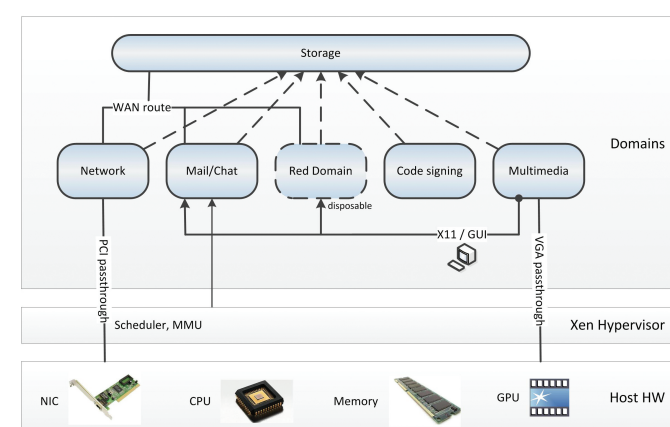 Storage
WAN route
Domains
Network
Mail/Chat
Red Domain
Code signing
Multimedia
disposable
X11 / GUI
PCI passthrough
VGA passthrough
Scheduler, MMU
Xen Hypervisor
NIC
CPU
Memory
GPU
Host HW